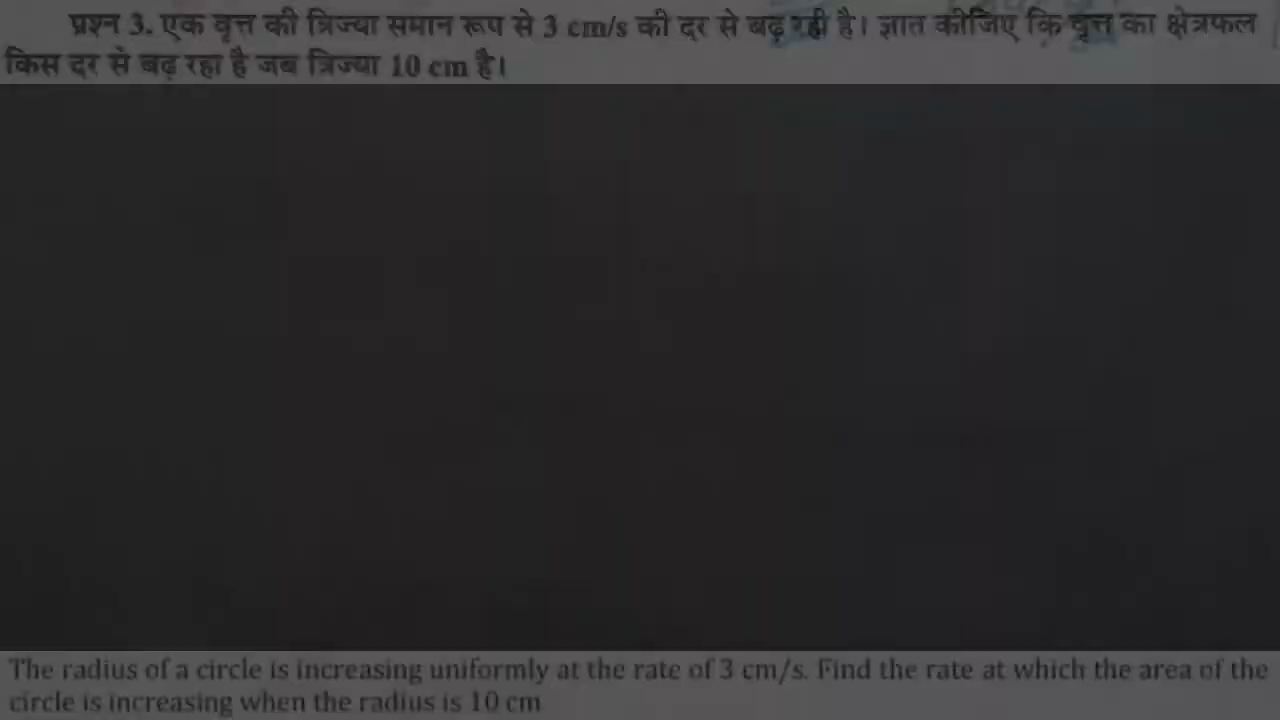 प्रश्न 3. एक वृत्त की त्रिज्या समान रूप से 3 cm/s की दर से बढ़ रही है। ज्ञात कीजिए कि वृत्त का क्षेत्रफल
किस दर से बढ़ रहा है जब त्रिज्या 10 cm है।
The radius of a circle is increasing uniformly at the rate of 3 cm/s. Find the rate at which the area of the
circle is increasing when the radius is 10 cm